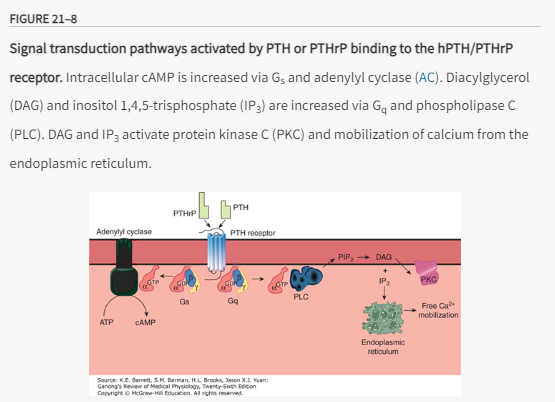 FIGURE 21–8
Signal transduction pathways activated by PTH or PTHrP binding to the hPTH/PTHrP
receptor. Intracellular cAMP is increased via Gs and adenylyl cyclase (AC). Diacylglycerol
(DAG) and inositol 1,4,5-trisphosphate (IP3) are increased via Gq and phospholipase C
(PLC). DAG and IP3 activate protein kinase C (PKC) and mobilization of calcium from the
endoplasmic reticulum.
PTHrP
PTH
Adenylyl cyclase
PTH receptor
PIP2
DAG
+
IP3
PKC
α GTP
α GDP β γ
α GDP β γ
α GTP
Gs
Gq
PLC
ATP
cAMP
Free Ca2+
mobilization
Endoplasmic
reticulum
Source: K.E. Barrett, S.M. Barman, H.L. Brooks, Jason X.J. Yuan:
Ganong's Review of Medical Physiology, Twenty-Sixth Edition
Copyright © McGraw-Hill Education. All rights reserved.